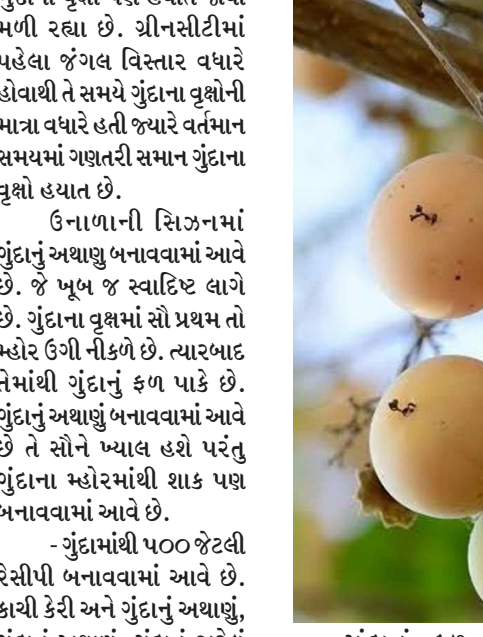 મળી રહ્યા છે. ગ્રીનસીટીમાં
પહેલા જંગલ વિસ્તાર વધારે
હોવાથી તે સમયે ગુંદાના વૃક્ષોની
માત્રા વધારે હતી જ્યારે વર્તમાન
સમયમાં ગણતરી સમાન ગુંદાના
વૃક્ષો હયાત છે.
ઉનાળાની સિઝનમાં
ગુંદાનું અથાણુ બનાવવામાં આવે
છે. જે ખૂબ જ સ્વાદિષ્ટ લાગે
છે. ગુંદાના વૃક્ષમાં સૌ પ્રથમ તો
મ્હોર ઉગી નીકળે છે. ત્યારબાદ
તેમાંથી ગુંદાનું ફળ પાકે છે.
ગુંદાનું અથાણું બનાવવામાં આવે
છે તે સૌને ખ્યાલ હશે પરંતુ
ગુંદાના મ્હોરમાંથી શાક પણ
બનાવવામાં આવે છે.
- ગુંદામાંથી ૫૦૦ જેટલી
રેસીપી બનાવવામાં આવે છે.
કાચી કેરી અને ગુંદાનું અથાણું,